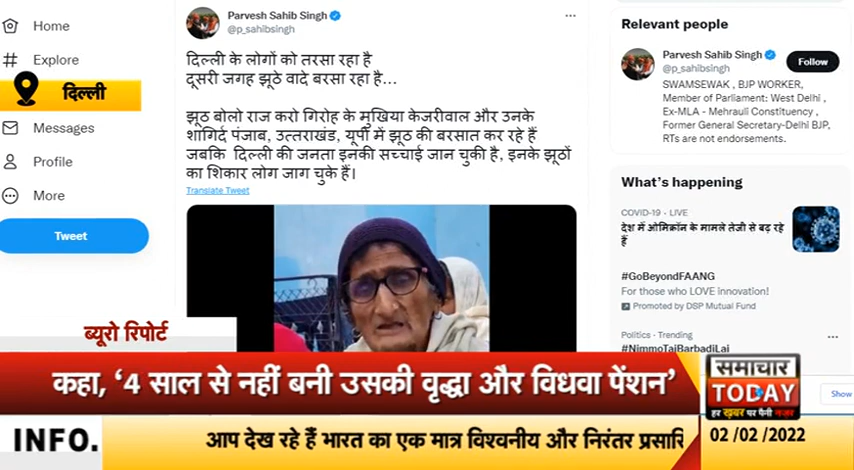 Home
Explore
दिल्ली
Messages
Profile
More
Tweet
Parvesh Sahib Singh
@p_sahibsingh
दिल्ली के लोगों को तरसा रहा है
दूसरी जगह झूठे वादे बरसा रहा है...
झूठ बोलो राज करो गिरोह के मुखिया केजरीवाल और उनके
शागिर्द पंजाब, उत्तराखंड, यूपी में झूठ की बरसात कर रहे हैं
जबकि दिल्ली की जनता इनकी सच्चाई जान चुकी है, इनके झूठों
का शिकार लोग जाग चुके हैं।
Translate Tweet
Relevant people
Parvesh Sahib Singh
@p_sahibsingh
Follow
SWAMSEWAK , BJP WORKER,
Member of Parliament: West Delhi ,
Ex-MLA - Mehrauli Constituency ,
Former General Secretary-Delhi BJP,
RTs are not endorsements.
What's happening
COVID-19 · LIVE
देश में ओमिक्रॉन के मामले तेजी से बढ़ रहे
हैं
#GoBeyondFAANG
For those who LOVE innovation!
Promoted by DSP Mutual Fund
Politics · Trending
#NimmoTaiBarbadiLai
Show
ब्यूरो रिपोर्ट
कहा, ‘4 साल से नहीं बनी उसकी वृद्धा और विधवा पेंशन’
समाचार
TODAY
हर ख़बर पर पैनी नज़र
INFO.
आप देख रहे हैं भारत का एक मात्र विश्वनीय और निरंतर प्रसारि
02 /02 /2022